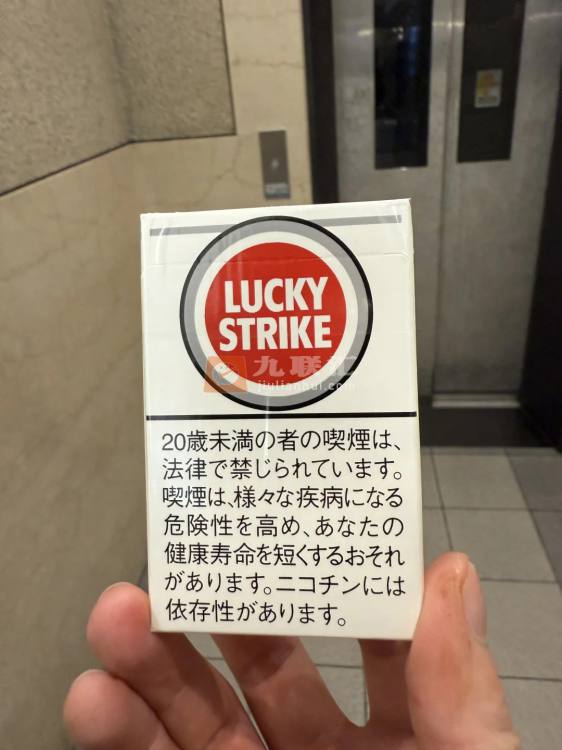 LUCKY
STRIKE
九联汇
jiulianhui.com
20歳未満の者の喫煙は、
法律で禁じられています。
喫煙は、様々な疾病になる
危険性を高め、あなたの
健康寿命を短くするおそれ
があります。ニコチンには
依存性があります。